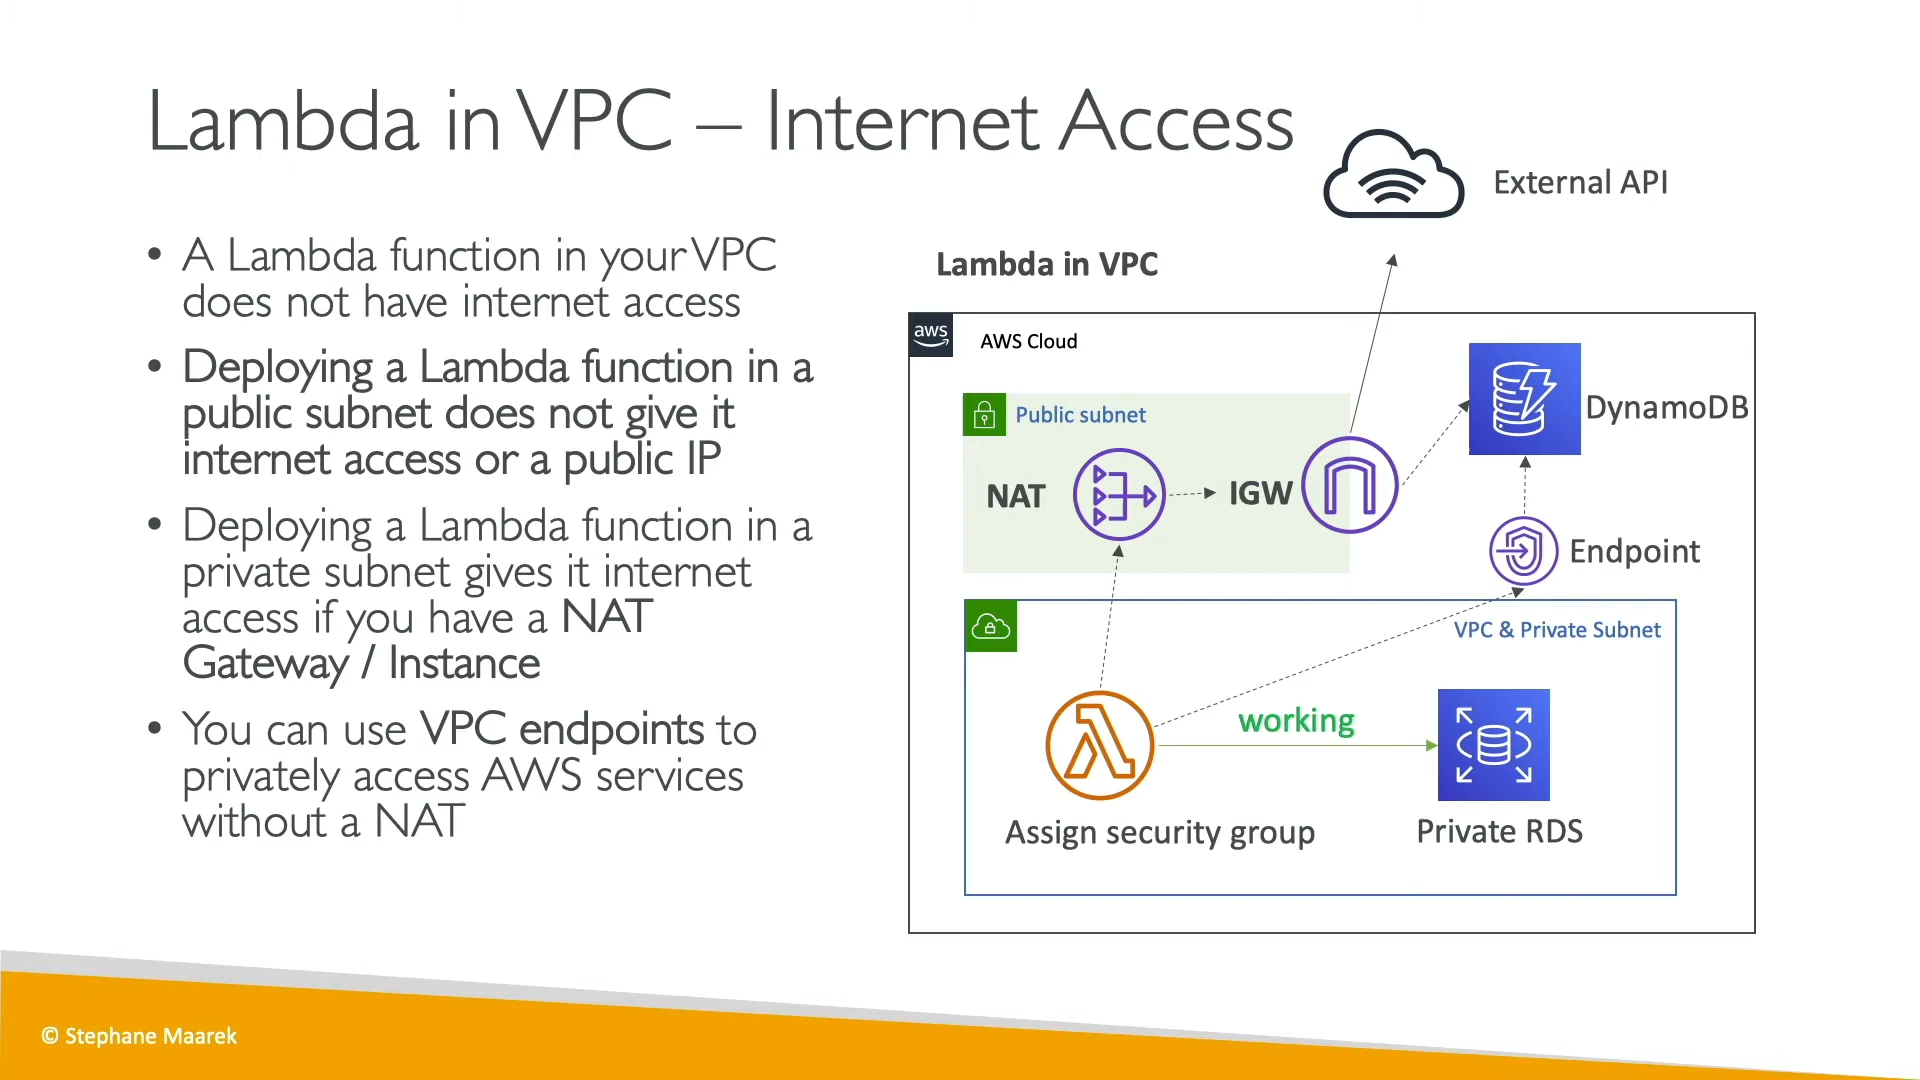 Lambda in VPC – Internet Access
• A Lambda function in your VPC
does not have internet access
• Deploying a Lambda function in a
public subnet does not give it
internet access or a public IP
• Deploying a Lambda function in a
private subnet gives it internet
access if you have a NAT
Gateway / Instance
• You can use VPC endpoints to
privately access AWS services
without a NAT
External API
Lambda in VPC
aws
AWS Cloud
Public subnet
DynamoDB
NAT
IGW
Endpoint
VPC & Private Subnet
working
Assign security group
Private RDS
© Stephane Maarek